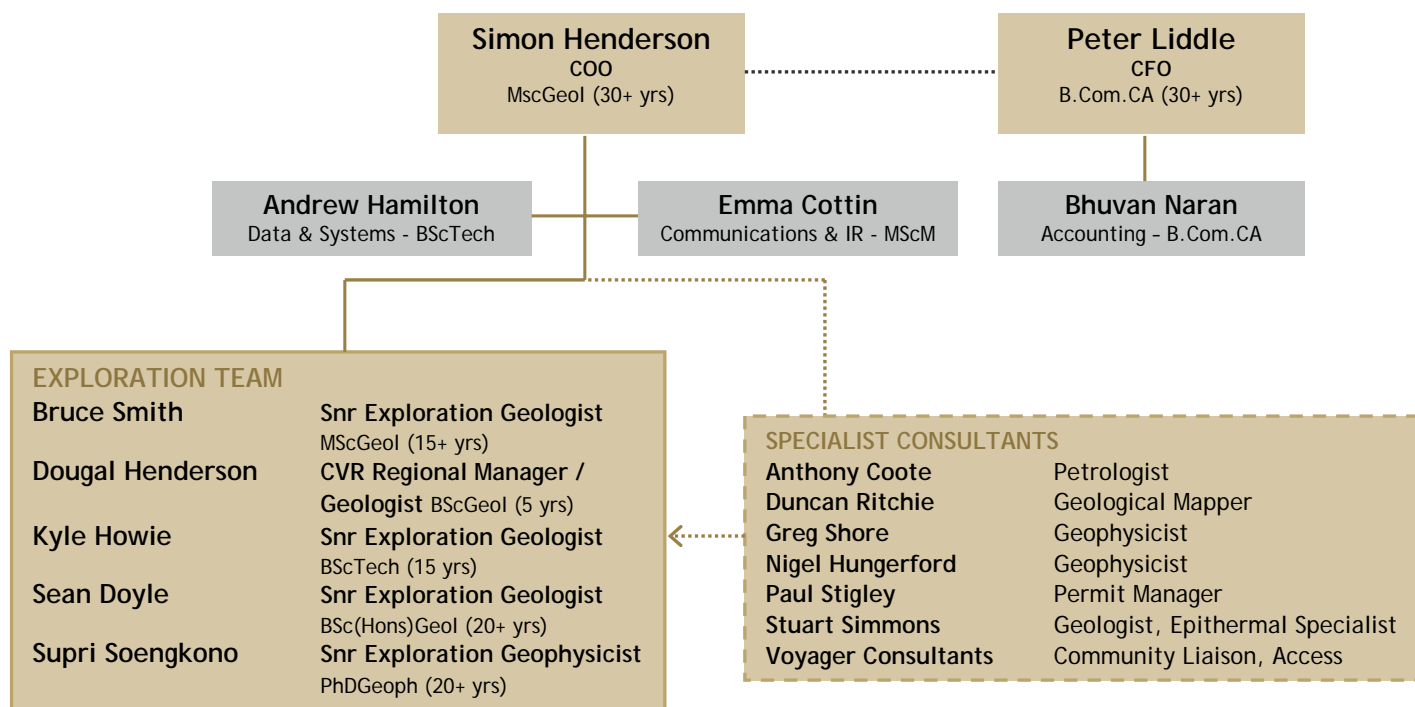 Simon Henderson
COO
MscGeol (30+ yrs)
Peter Liddle
CFO
B.Com.CA (30+ yrs)
Andrew Hamilton
Data & Systems - BScTech
Emma Cottin
Communications & IR - MScM
Bhuvan Naran
Accounting – B.Com.CA
EXPLORATION TEAM
Bruce Smith Snr Exploration Geologist
MScGeol (15+ yrs)
Dougal Henderson CVR Regional Manager /
Geologist BScGeol (5 yrs)
Kyle Howie Snr Exploration Geologist
BScTech (15 yrs)
Sean Doyle Snr Exploration Geologist
BSc(Hons)Geol (20+ yrs)
Supri Soengkono Snr Exploration Geophysicist
PhDGeoph (20+ yrs)
SPECIALIST CONSULTANTS
Anthony Coote Petrologist
Duncan Ritchie Geological Mapper
Greg Shore Geophysicist
Nigel Hungerford Geophysicist
Paul Stigley Permit Manager
Stuart Simmons Geologist, Epithermal Specialist
Voyager Consultants Community Liaison, Access